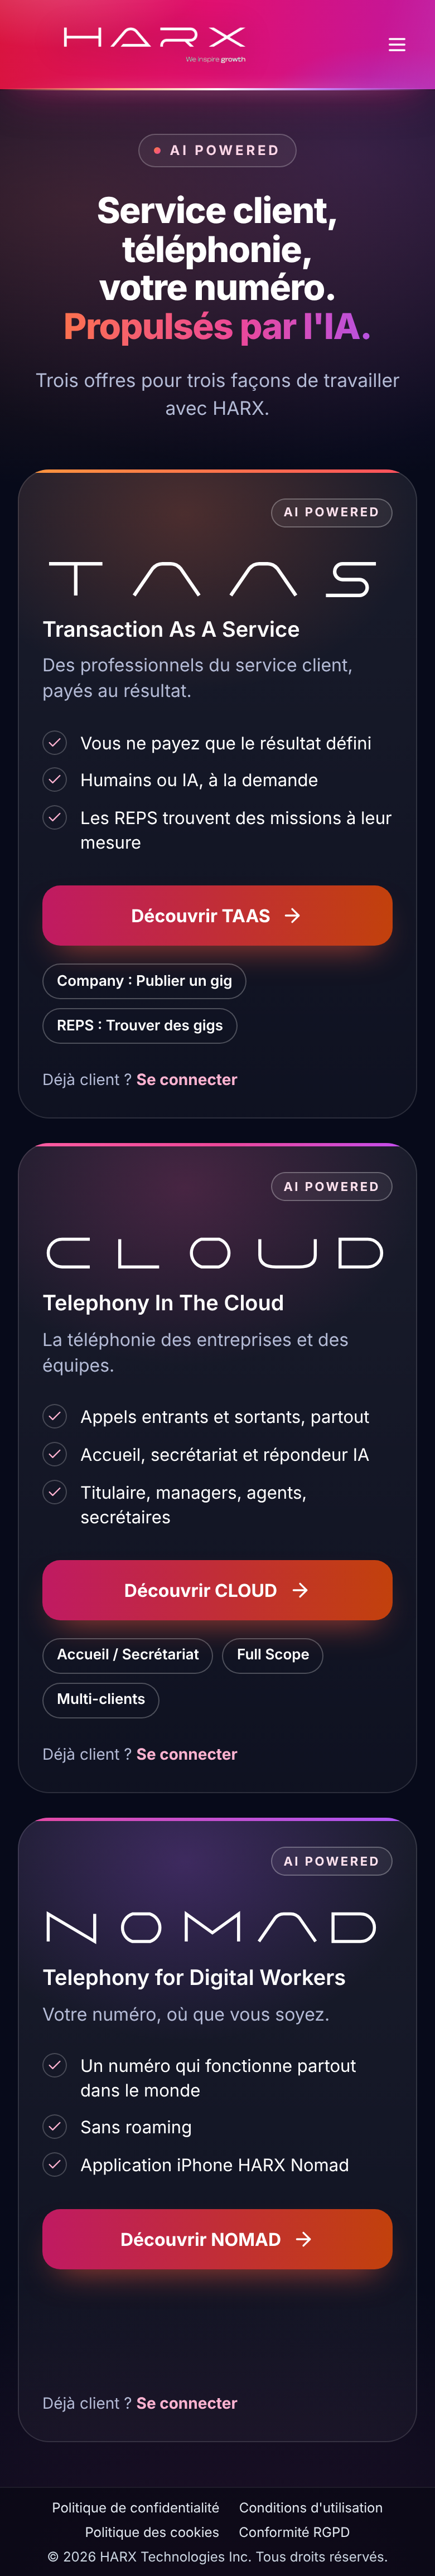 HARX
We inspire growth
AI POWERED
Service client,
téléphonie,
votre numéro.
Propulsés par l'IA.
Trois offres pour trois façons de travailler
avec HARX.
AI POWERED
TAAS
Transaction As A Service
Des professionnels du service client,
payés au résultat.
Vous ne payez que le résultat défini
Humains ou IA, à la demande
Les REPS trouvent des missions à leur
mesure
Découvrir TAAS
Company : Publier un gig
REPS : Trouver des gigs
Déjà client ? Se connecter
AI POWERED
CLOUD
Telephony In The Cloud
La téléphonie des entreprises et des
équipes.
Appels entrants et sortants, partout
Accueil, secrétariat et répondeur IA
Titulaire, managers, agents,
secrétaires
Découvrir CLOUD
Accueil / Secrétariat Full Scope
Multi-clients
Déjà client ? Se connecter
AI POWERED
NOMAD
Telephony for Digital Workers
Votre numéro, où que vous soyez.
Un numéro qui fonctionne partout
dans le monde
Sans roaming
Application iPhone HARX Nomad
Découvrir NOMAD
Déjà client ? Se connecter
Politique de confidentialité Conditions d'utilisation
Politique des cookies Conformité RGPD
© 2026 HARX Technologies Inc. Tous droits réservés.